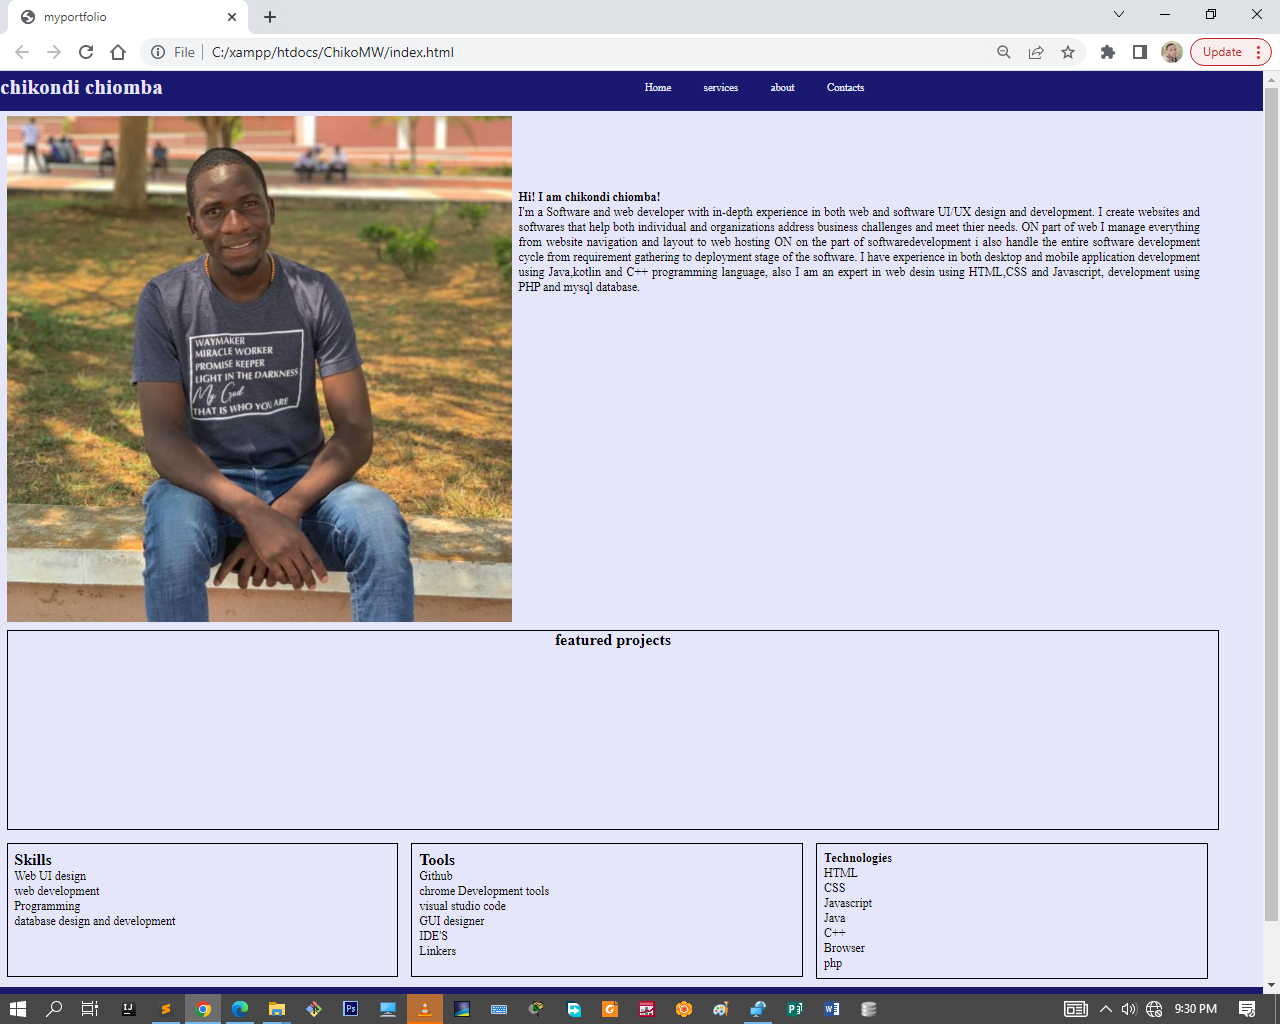 myportfolio
File
C:/xampp/htdocs/ChikoMW/index.html
Update
chikondi chiomba
Home services about Contacts
WAYMAKER
MIRACLE WORKER
PROMISE KEEPER
LIGHT IN THE DARKNESS
My God
THAT IS WHO YOU ARE
Hi! I am chikondi chiomba!
I'm a Software and web developer with in-depth experience in both web and software UI/UX design and development. I create websites and
softwares that help both individual and organizations address business challenges and meet thier needs. ON part of web I manage everything
from website navigation and layout to web hosting ON on the part of softwaredevelopment i also handle the entire software development
cycle from requirement gathering to deployment stage of the software. I have experience in both desktop and mobile application development
using Java,kotlin and C++ programming language, also I am an expert in web desin using HTML,CSS and Javascript, development using
PHP and mysql database.
featured projects
Skills
Web UI design
web development
Programming
database design and development
Tools
Github
chrome Development tools
visual studio code
GUI designer
IDE'S
Linkers
Technologies
HTML
CSS
Javascript
Java
C++
Browser
php
9:30 PM